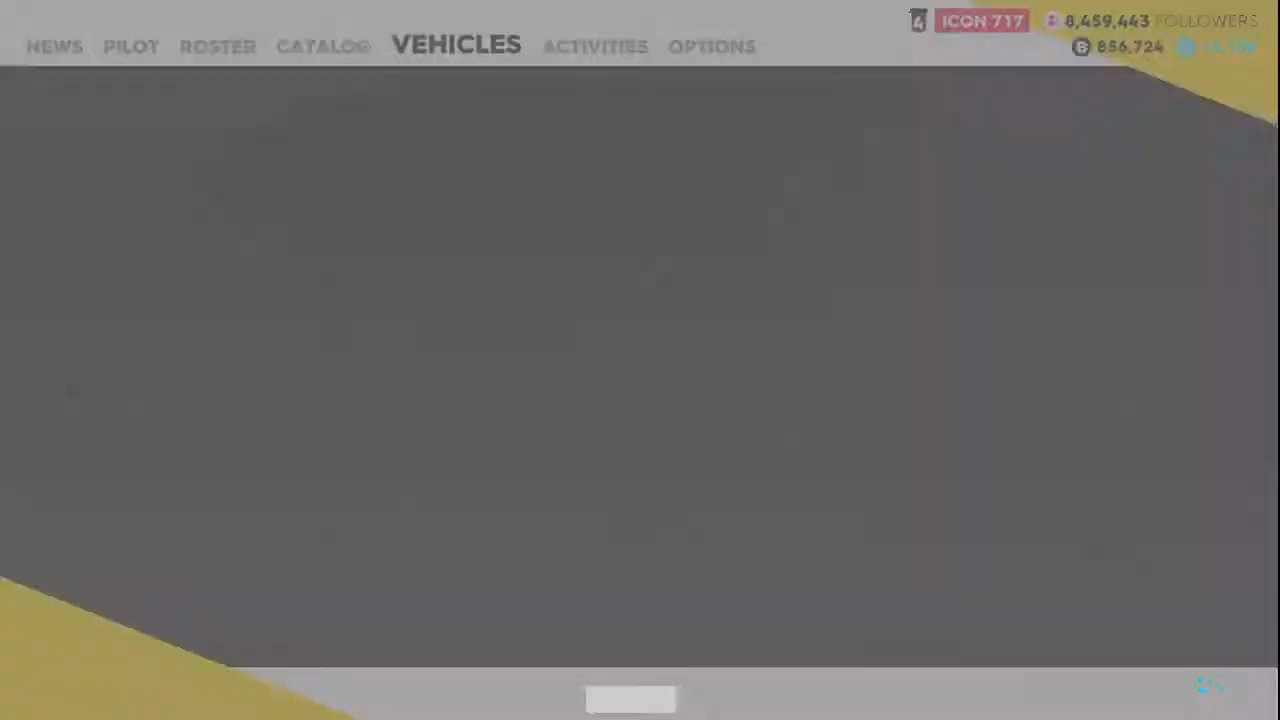 4 ICON 717 8,459,443 FOLLOWERS
NEWS PILOT ROSTER CATALOG VEHICLES ACTIVITIES OPTIONS 856,724